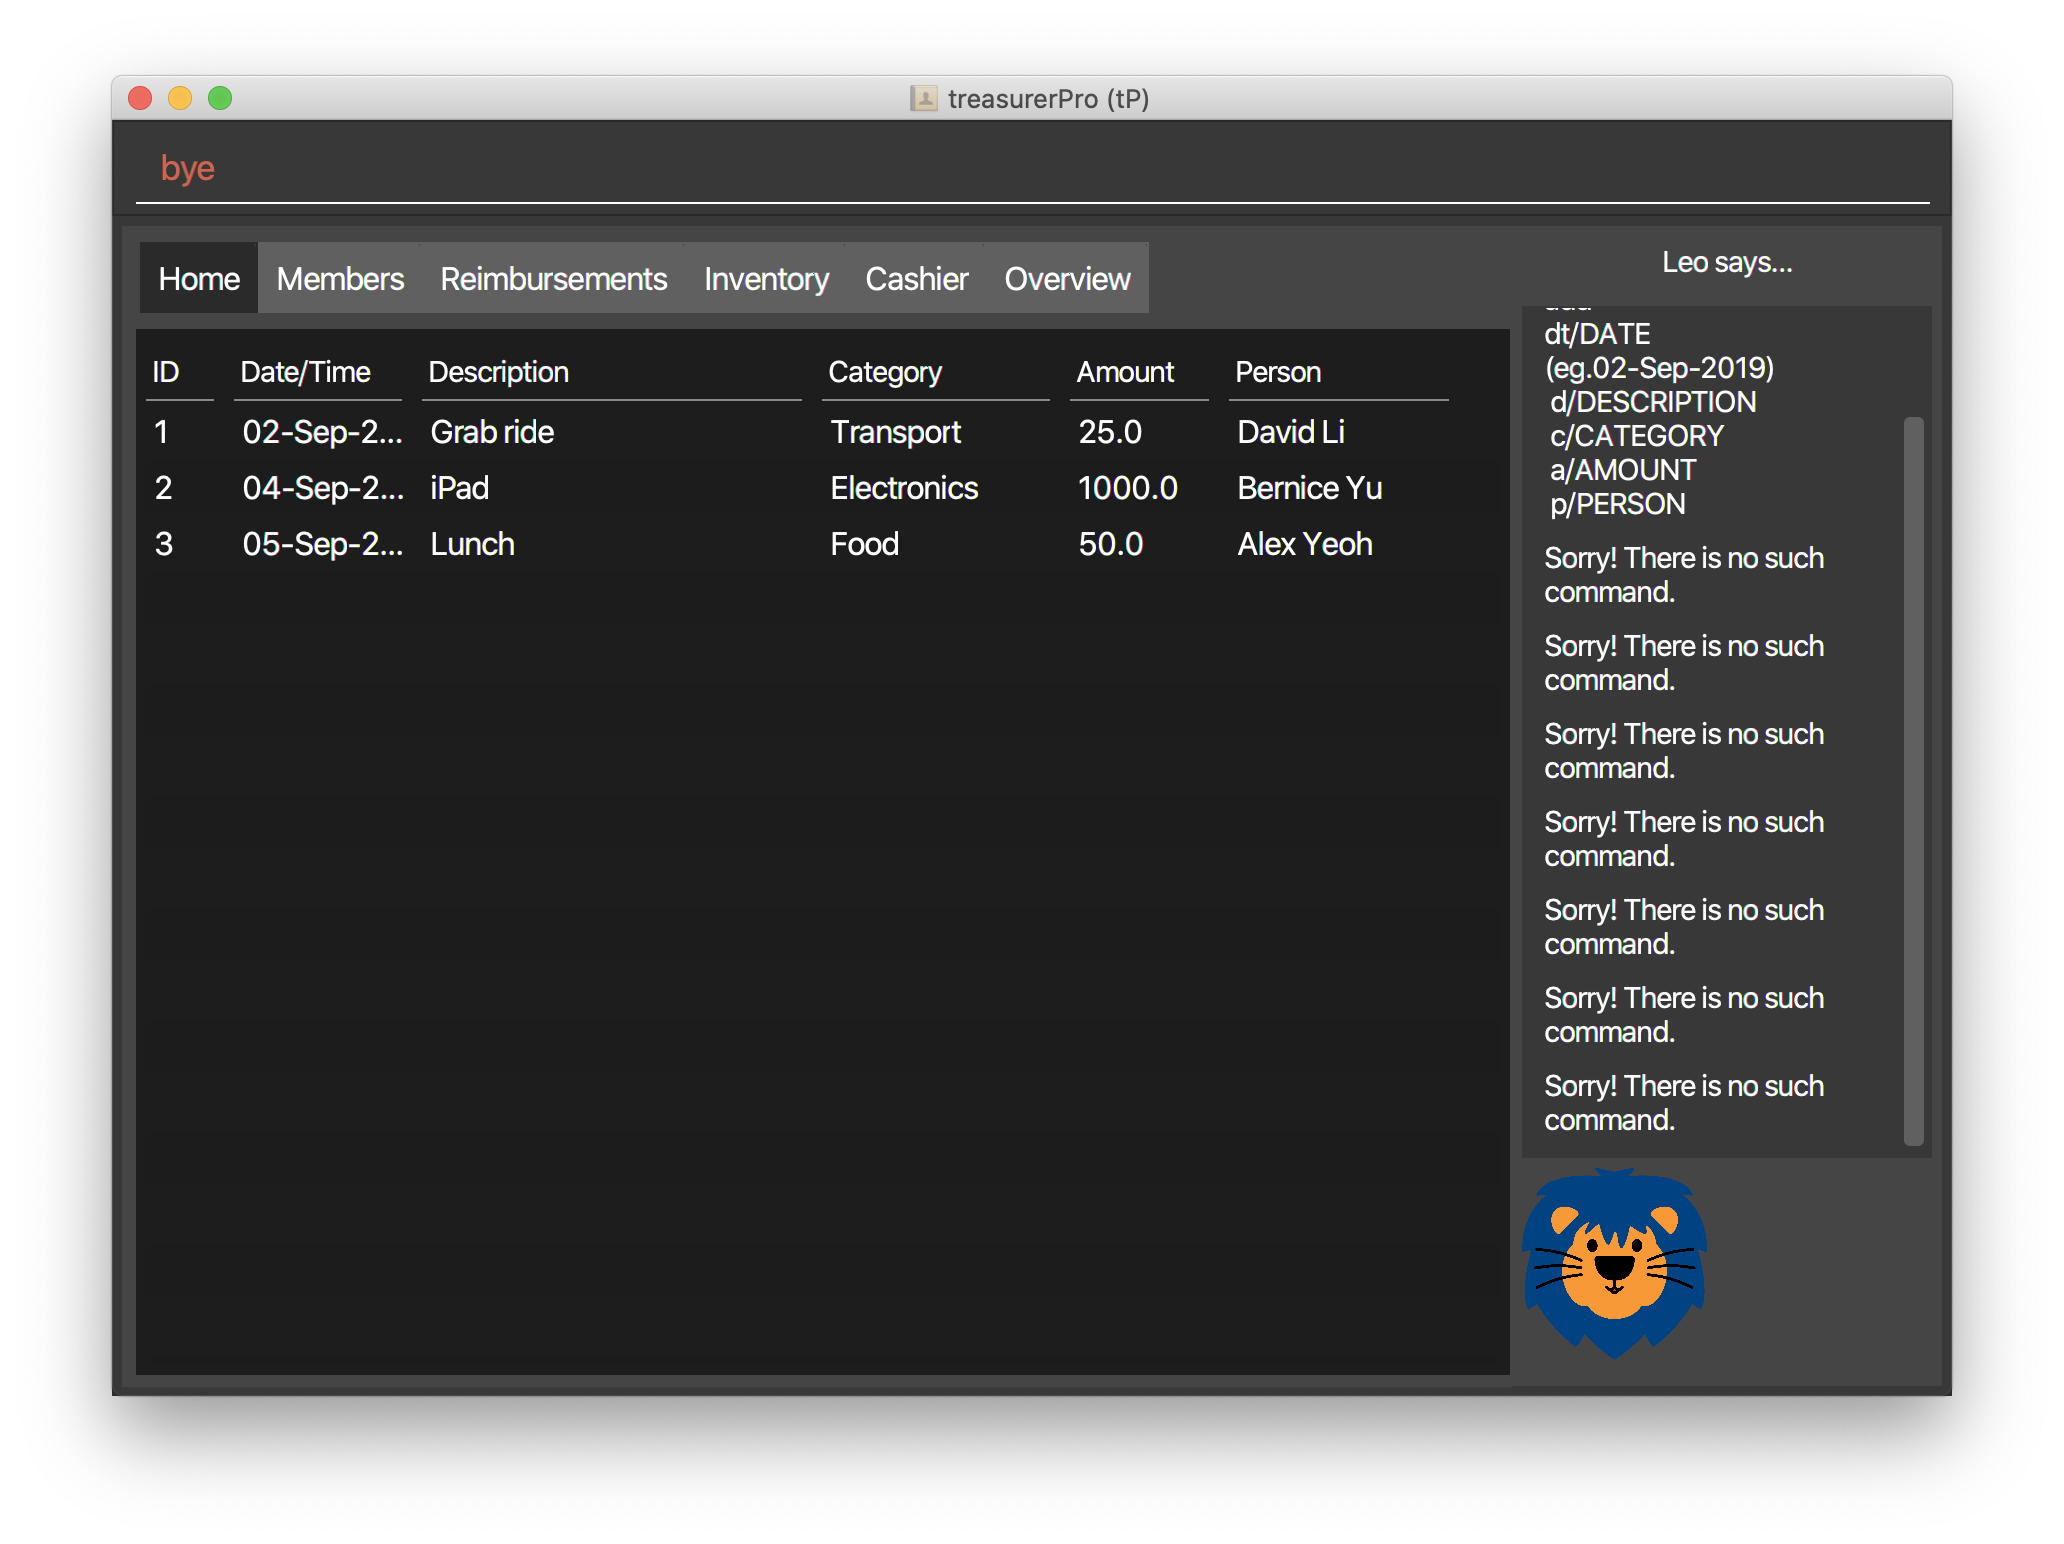 treasurerPro (tP)
bye
Home Members Reimbursements Inventory Cashier Overview
ID Date/Time Description Category Amount Person
1 02-Sep-2... Grab ride Transport 25.0 David Li
2 04-Sep-2... iPad Electronics 1000.0 Bernice Yu
3 05-Sep-2... Lunch Food 50.0 Alex Yeoh
Leo says...
dt/DATE
(eg.02-Sep-2019)
d/DESCRIPTION
c/CATEGORY
a/AMOUNT
p/PERSON
Sorry! There is no such
command.
Sorry! There is no such
command.
Sorry! There is no such
command.
Sorry! There is no such
command.
Sorry! There is no such
command.
Sorry! There is no such
command.
Sorry! There is no such
command.